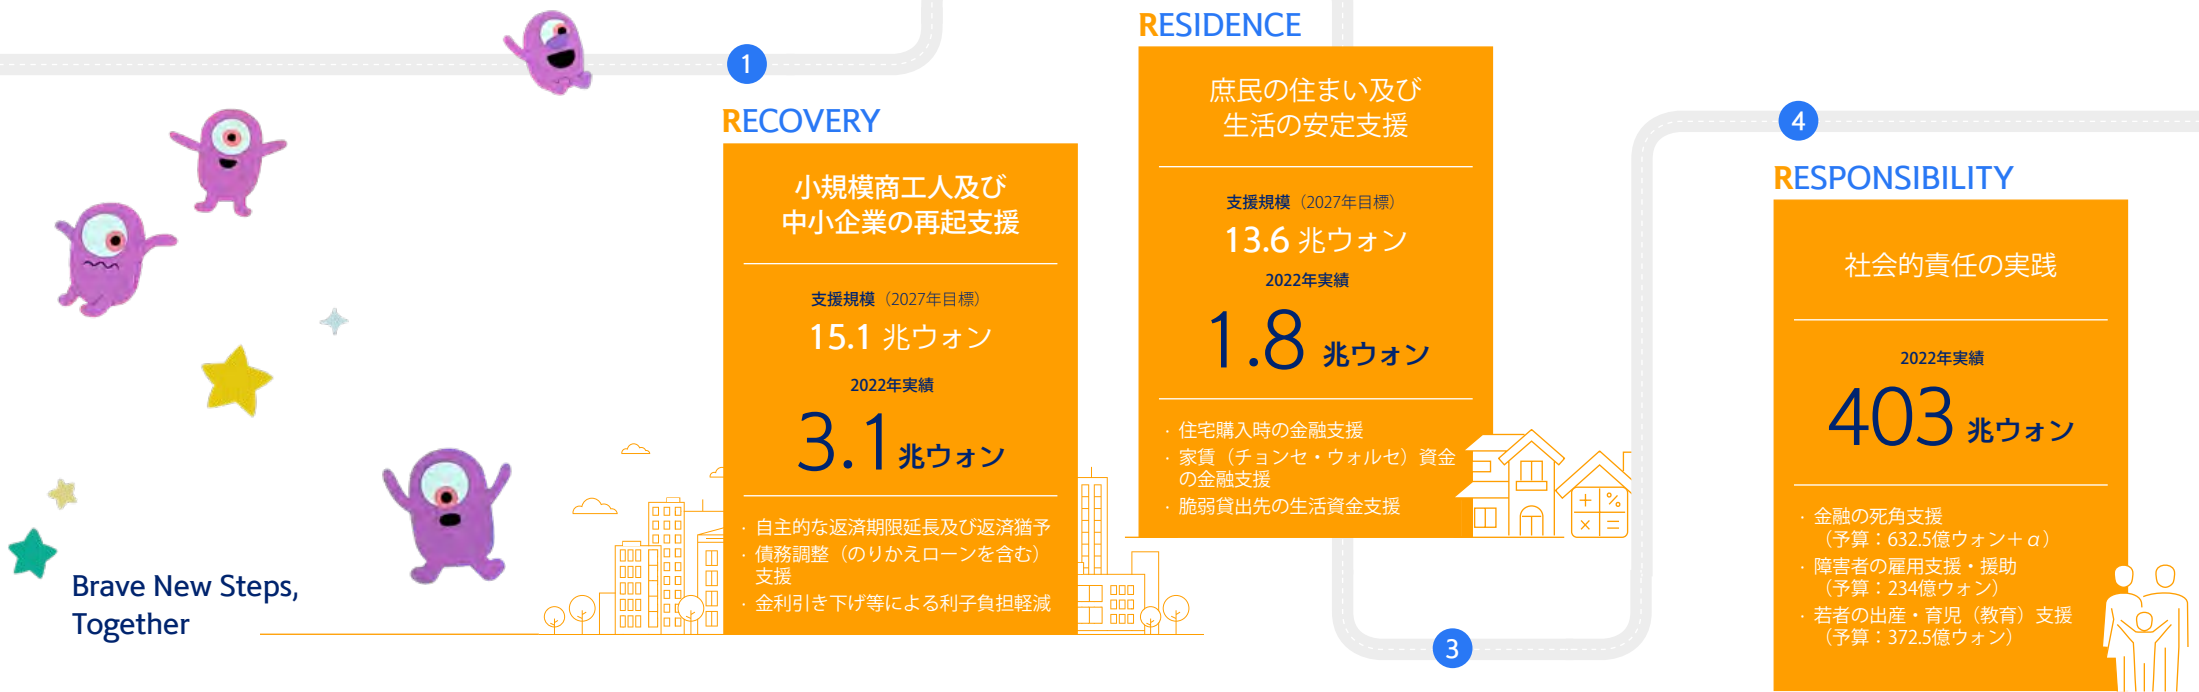 Brave New Steps,
Together
1
RECOVERY
小規模商工人及び
中小企業の再起支援
支援規模（2027年目標）
15.1 兆ウォン
2022年実績
3.1 兆ウォン
· 自主的な返済期限延長及び返済猶予
· 債務調整（のりかえローンを含む）
支援
· 金利引き下げ等による利子負担軽減
RESIDENCE
庶民の住まい及び
生活の安定支援
支援規模（2027年目標）
13.6 兆ウォン
2022年実績
1.8 兆ウォン
· 住宅購入時の金融支援
· 家賃（チョンセ・ウォルセ）資金
の金融支援
· 脆弱貸出先の生活資金支援
+ %
× =
3
4
RESPONSIBILITY
社会的責任の実践
2022年実績
403 兆ウォン
· 金融の死角支援
（予算：632.5億ウォン＋α）
· 障害者の雇用支援・援助
（予算：234億ウォン）
· 若者の出産・育児（教育）支援
（予算：372.5億ウォン）